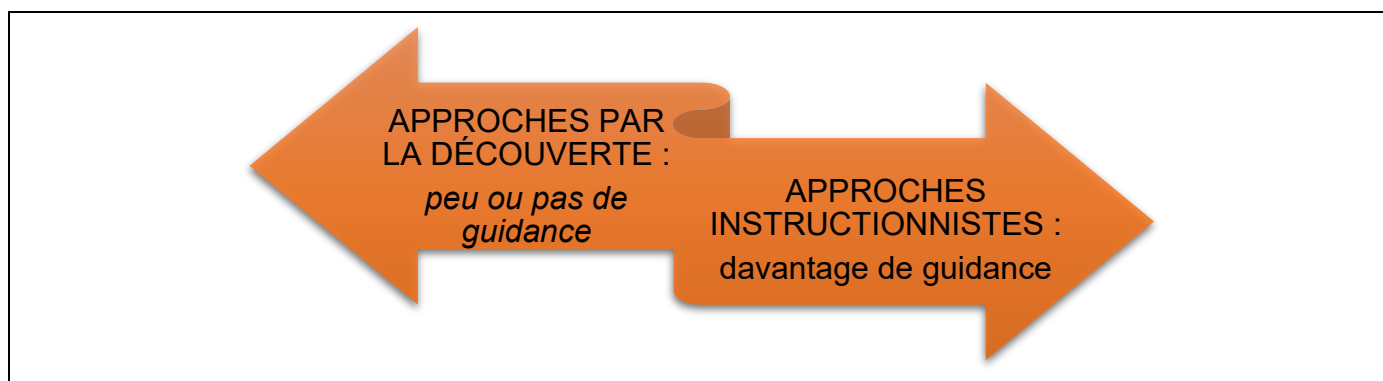 APPROCHES PAR
LA DÉCOUVERTE :
peu ou pas de
guidance
APPROCHES
INSTRUCTIONNISTES :
davantage de guidance